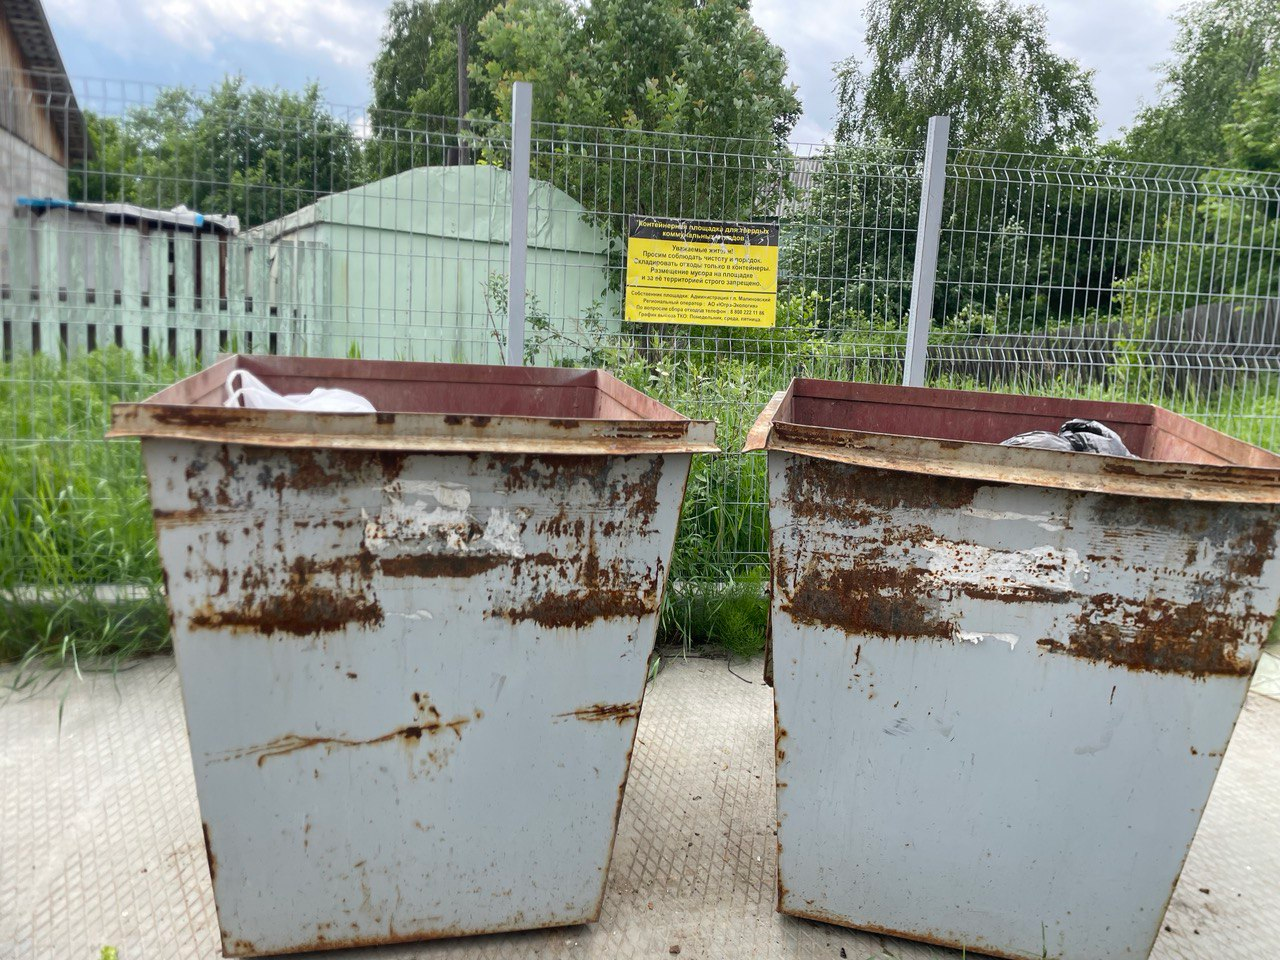 Контейнерная площадка для твердых
коммунальных отходов
Уважаемые жители!
Просим соблюдать чистоту и порядок.
Складировать отходы только в контейнеры.
Размещение мусора на площадке
и за её территорией строго запрещено.
Собственник площадки: Администрация г.п. Малиновский
Региональный оператор : АО «Югра-Экология»
По вопросам сбора отходов телефон : 8 800 222 11 86
График вывоза ТКО: Понедельник, среда, пятница.